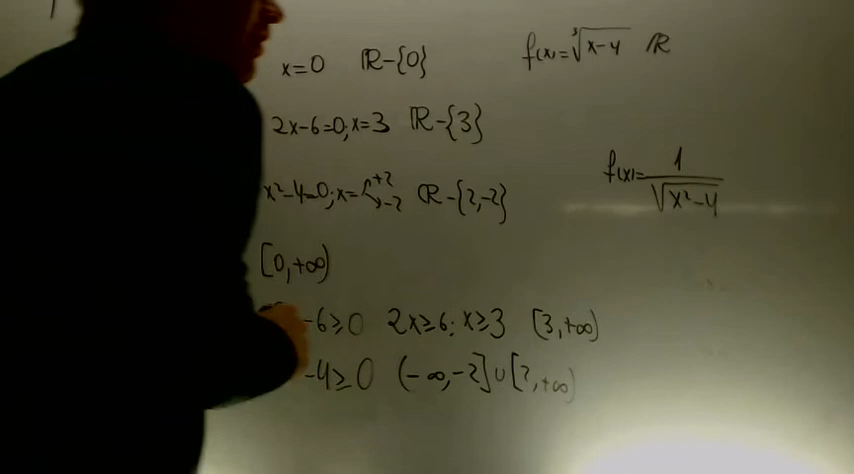 x=0 ℝ-{0}
f(x)=∛x-4 ℝ
2x-6=0; x=3 ℝ-{3}
x²-4=0; x= +2 -2 ℝ-{2,-2}
f(x)= 1/√x²-4
[0,+∞)
-6≥0 2x≥6; x≥3 [3,+∞)
-4≥0 (-∞,-2]∪[2,+∞)